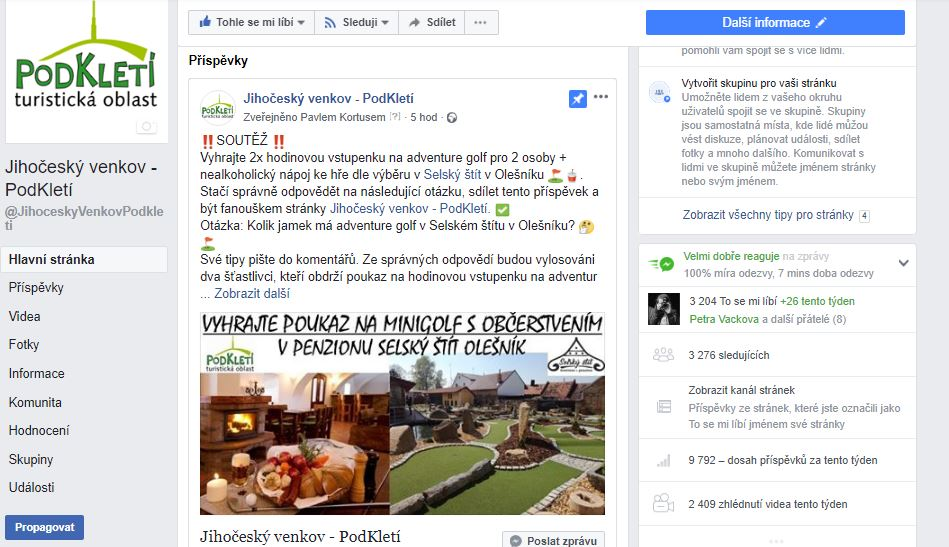 PODKLETÍ
turistická oblast
Jihočeský venkov -
PodKletí
@JihoceskyVenkovPodkle
ti
Hlavní stránka
Příspěvky
Videa
Fotky
Informace
Komunita
Hodnocení
Skupiny
Události
Propagovat
Tohle se mi líbí
Sleduji
Sdílet
Další informace
Příspěvky
PODKLETÍ
turistická oblast
Jihočeský venkov - PodKletí
Zveřejněno Pavlem Kortusem [?] · 5 hod ·
‼️SOUTĚŽ ‼️
Vyhrajte 2x hodinovou vstupenku na adventure golf pro 2 osoby +
nealkoholický nápoj ke hře dle výběru v Selský štít v Olešníku ⛳🥤.
Stačí správně odpovědět na následující otázku, sdílet tento příspěvek a
být fanouškem stránky Jihočeský venkov - PodKletí. ✅
Otázka: Kolik jamek má adventure golf v Selském štítu v Olešníku? 🤔
⛳
Své tipy pište do komentářů. Ze správných odpovědí budou vylosováni
dva šťastlivci, kteří obdrží poukaz na hodinovou vstupenku na adventur
... Zobrazit další
VYHRAJTE POUKAZ NA MINIGOLF S OBČERSTVENÍM
V PENZIONU SELSKÝ ŠTÍT OLEŠNÍK
PODKLETÍ
turistická oblast
Selský štít
Jihočeský venkov - PodKletí
Poslat zprávu
pomohli vám spojit se s více lidmi.
Vytvořit skupinu pro vaši stránku
Umožněte lidem z vašeho okruhu
uživatelů spojit se ve skupině. Skupiny
jsou samostatná místa, kde lidé můžou
vést diskuze, plánovat události, sdílet
fotky a mnoho dalšího. Komunikovat s
lidmi ve skupině můžete jménem stránky
nebo svým jménem.
Zobrazit všechny tipy pro stránky 4
Velmi dobře reaguje na zprávy
100% míra odezvy, 7 mins doba odezvy
3 204 To se mi líbí +26 tento týden
Petra Vackova a další přátelé (8)
3 276 sledujících
Zobrazit kanál stránek
Příspěvky ze stránek, které jste označili jako
To se mi líbí jménem své stránky
9 792 – dosah příspěvků za tento týden
2 409 zhlédnutí videa tento týden